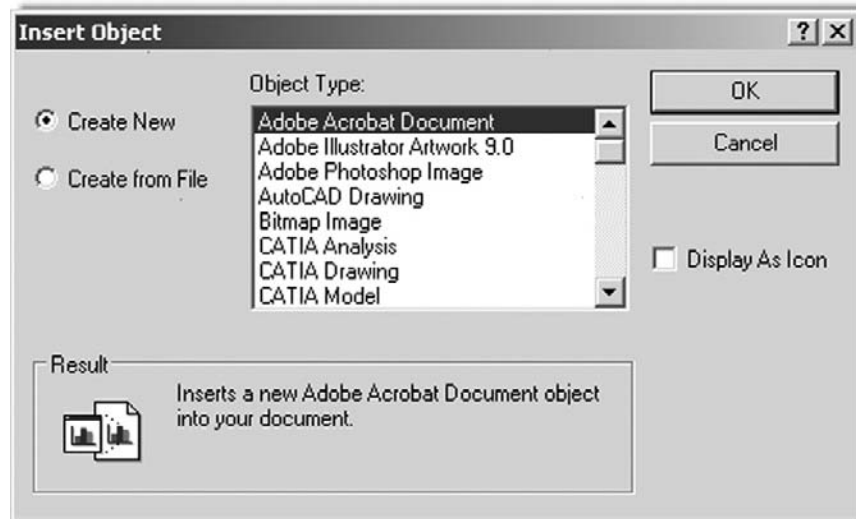 Insert Object
Create New
Create from File
Object Type:
Adobe Acrobat Document
Adobe Illustrator Artwork 9.0
Adobe Photoshop Image
AutoCAD Drawing
Bitmap Image
CATIA Analysis
CATIA Drawing
CATIA Model
OK
Cancel
Display As Icon
Result
Inserts a new Adobe Acrobat Document object
into your document.